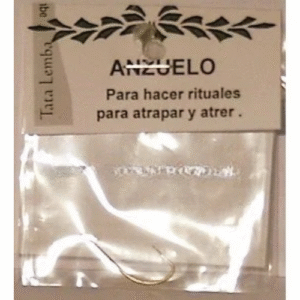 ANZUELO
Para hacer rituales
para atrapar y atrer .
Tata Lemba